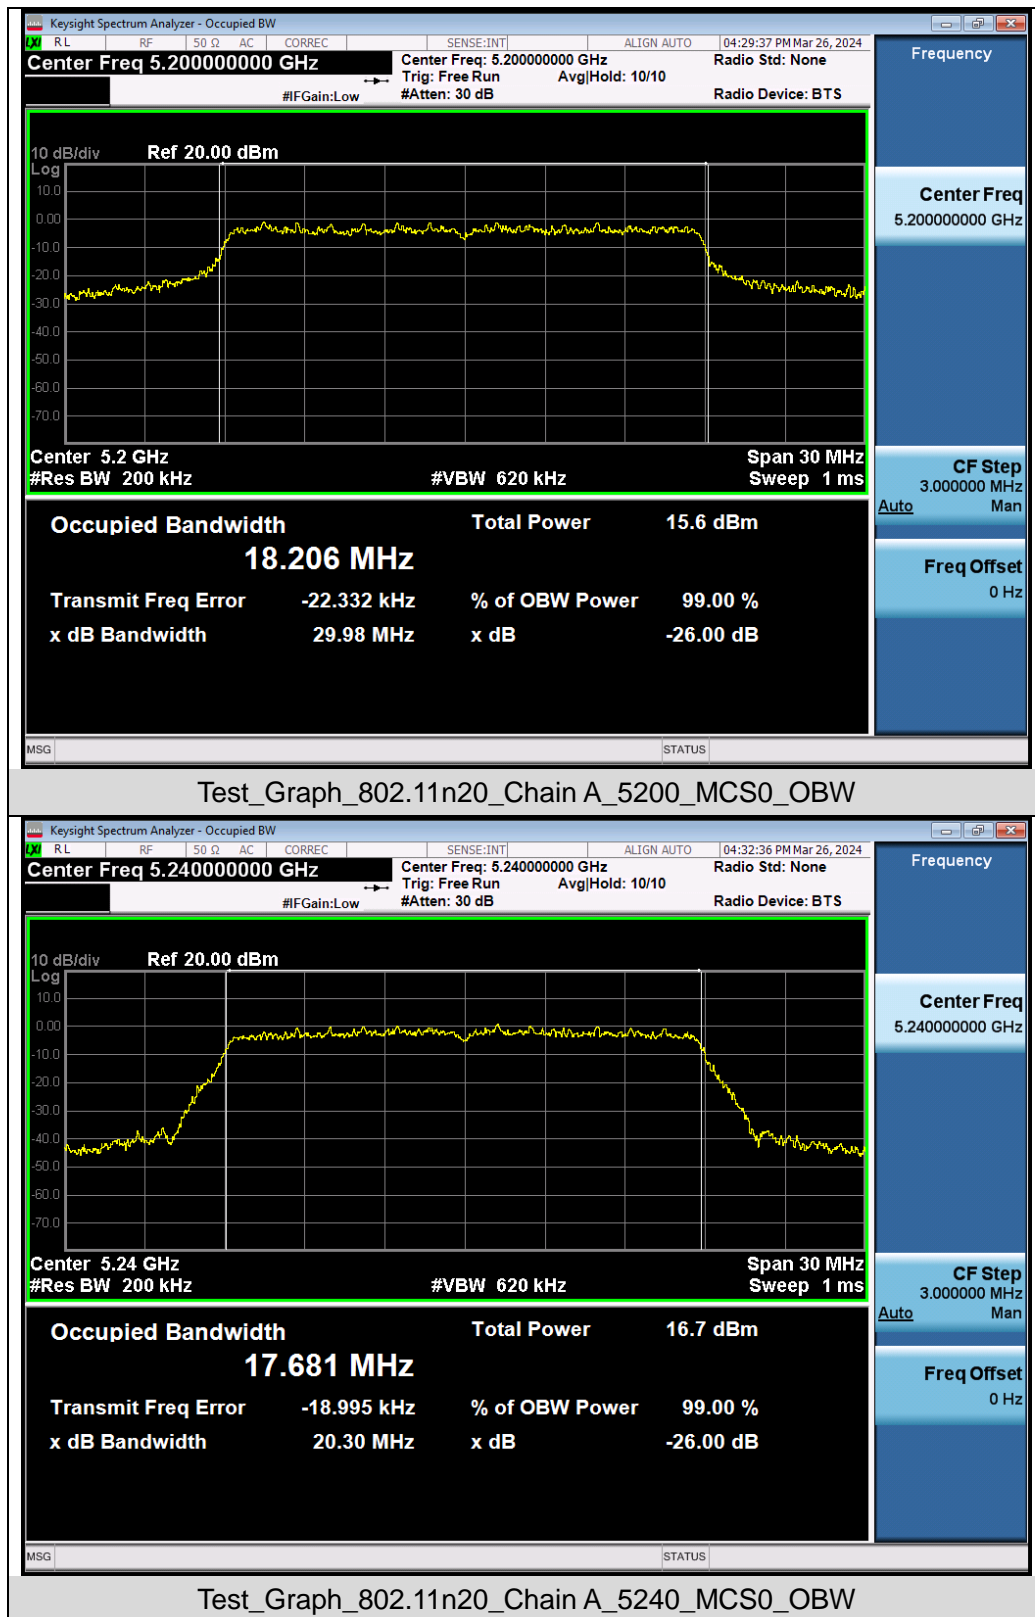 Keysight Spectrum Analyzer - Occupied BW
LXI RL RF 50 Ω AC CORREC SENSE:INT ALIGN AUTO 04:29:37 PM Mar 26, 2024
Center Freq 5.200000000 GHz Center Freq: 5.200000000 GHz Radio Std: None
Trig: Free Run Avg|Hold: 10/10
#IFGain:Low #Atten: 30 dB Radio Device: BTS
10 dB/div Ref 20.00 dBm
Log
10.0
0.00
-10.0
-20.0
-30.0
-40.0
-50.0
-60.0
-70.0
Center 5.2 GHz Span 30 MHz
#Res BW 200 kHz #VBW 620 kHz Sweep 1 ms
Occupied Bandwidth Total Power 15.6 dBm
18.206 MHz
Transmit Freq Error -22.332 kHz % of OBW Power 99.00 %
x dB Bandwidth 29.98 MHz x dB -26.00 dB
MSG STATUS
Frequency
Center Freq
5.200000000 GHz
CF Step
3.000000 MHz
Auto Man
Freq Offset
0 Hz
Test_Graph_802.11n20_Chain A_5200_MCS0_OBW
Keysight Spectrum Analyzer - Occupied BW
LXI RL RF 50 Ω AC CORREC SENSE:INT ALIGN AUTO 04:32:36 PM Mar 26, 2024
Center Freq 5.240000000 GHz Center Freq: 5.240000000 GHz Radio Std: None
Trig: Free Run Avg|Hold: 10/10
#IFGain:Low #Atten: 30 dB Radio Device: BTS
10 dB/div Ref 20.00 dBm
Log
10.0
0.00
-10.0
-20.0
-30.0
-40.0
-50.0
-60.0
-70.0
Center 5.24 GHz Span 30 MHz
#Res BW 200 kHz #VBW 620 kHz Sweep 1 ms
Occupied Bandwidth Total Power 16.7 dBm
17.681 MHz
Transmit Freq Error -18.995 kHz % of OBW Power 99.00 %
x dB Bandwidth 20.30 MHz x dB -26.00 dB
MSG STATUS
Frequency
Center Freq
5.240000000 GHz
CF Step
3.000000 MHz
Auto Man
Freq Offset
0 Hz
Test_Graph_802.11n20_Chain A_5240_MCS0_OBW